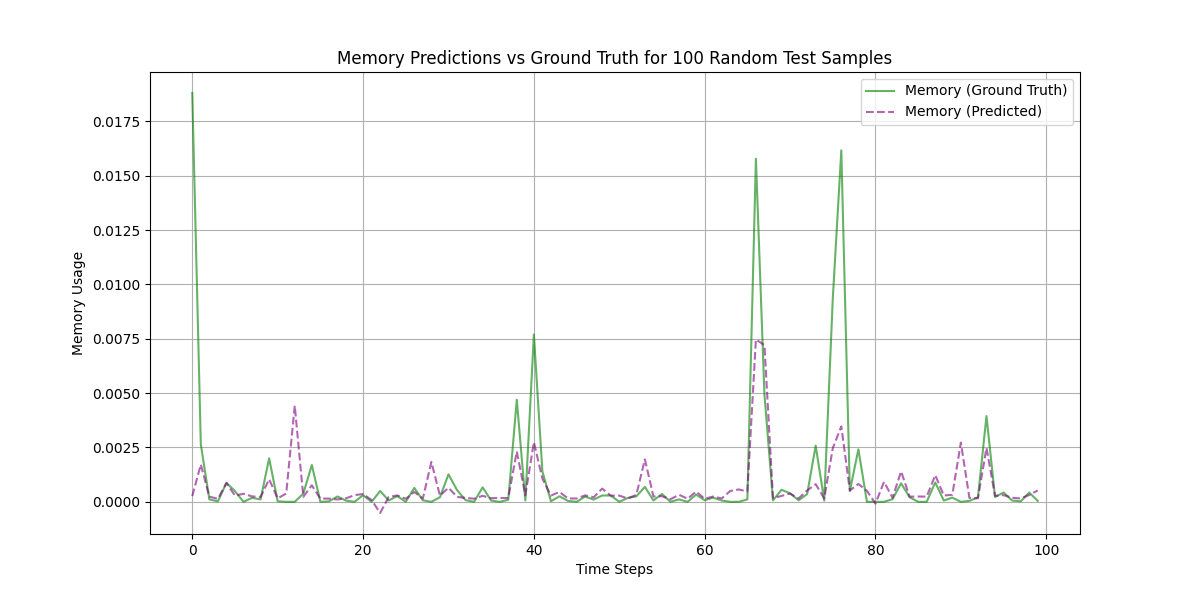 Memory Predictions vs Ground Truth for 100 Random Test Samples
Memory (Ground Truth)
Memory (Predicted)
Memory Usage
0.0175
0.0150
0.0125
0.0100
0.0075
0.0050
0.0025
0.0000
0 20 40 60 80 100
Time Steps